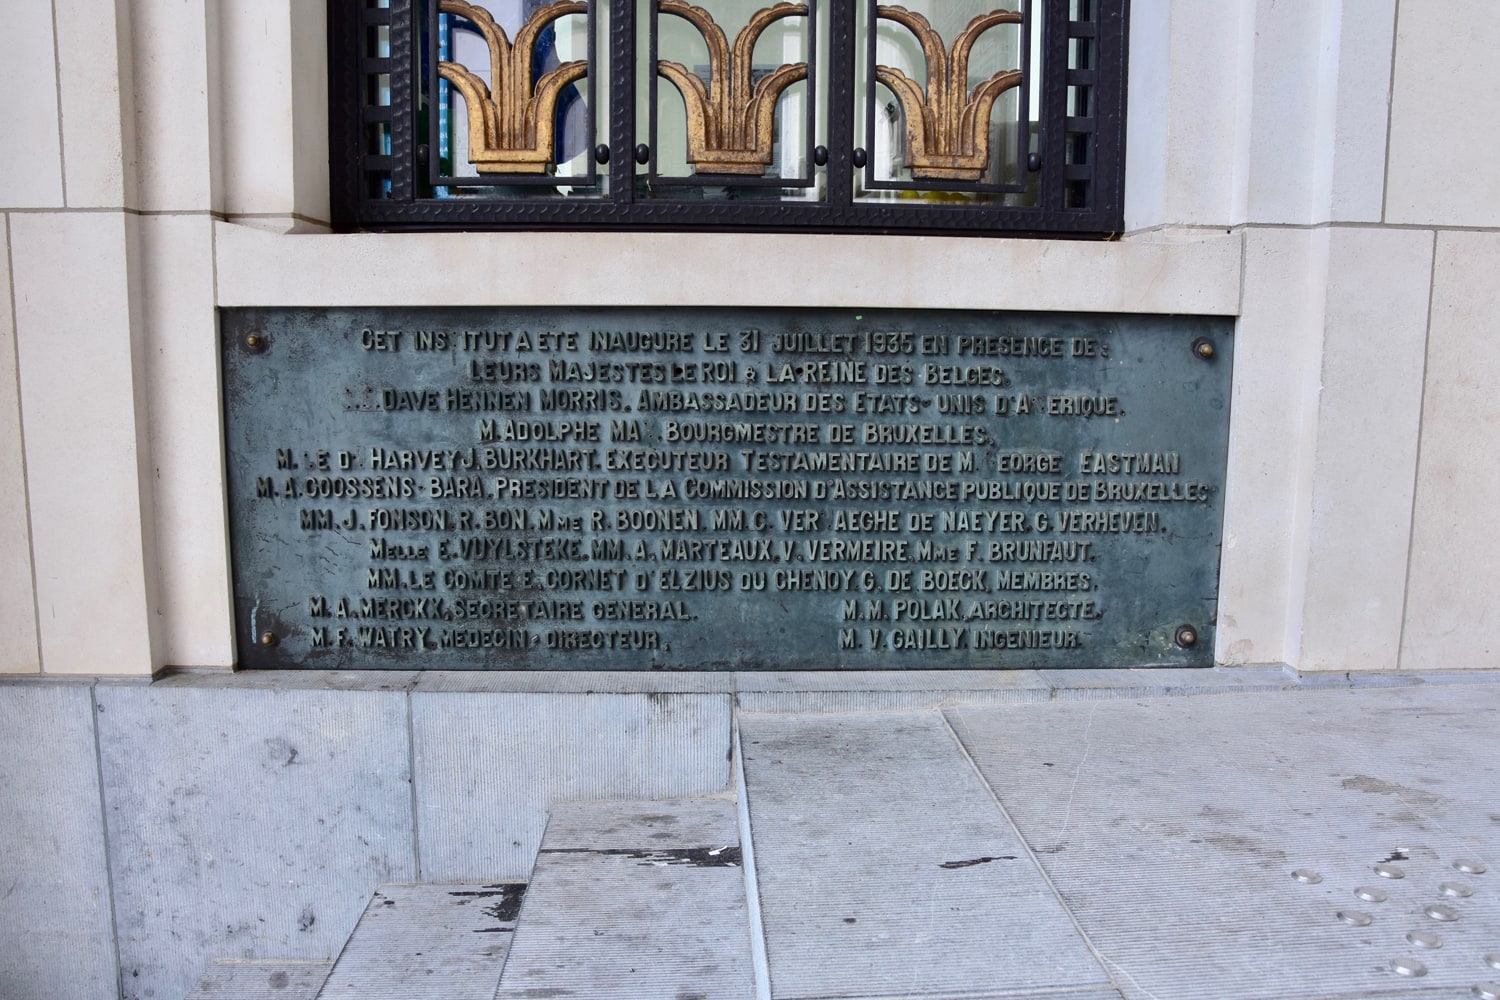 CET INSTITUT A ETE INAUGURE LE 31 JUILLET 1935 EN PRESENCE DE:
LEURS MAJESTES LE ROI & LA REINE DES BELGES.
DAVE HENNEN MORRIS. AMBASSADEUR DES ETATS-UNIS D'AMERIQUE.
M. ADOLPHE MAX. BOURGMESTRE DE BRUXELLES.
M. LE Dr HARVEY J. BURKHART. EXECUTEUR TESTAMENTAIRE DE M. GEORGE EASTMAN
M. A. GOOSSENS-BARA. PRESIDENT DE LA COMMISSION D'ASSISTANCE PUBLIQUE DE BRUXELLES
MM. J. FONSON. R. BON. MME R. BOONEN. MM. C. VERHAEGHE DE NAEYER. G. VERHEVEN.
MELLE E. VUYLSTEKE. MM. A. MARTEAUX. V. VERMEIRE. MME F. BRUNFAUT.
MM. LE COMTE E. CORNET D'ELZIUS DU CHENOY G. DE BOECK, MEMBRES.
M. A. MERCKX, SECRETAIRE GENERAL. M. M. POLAK, ARCHITECTE.
M. F. WATRY. MEDECIN-DIRECTEUR. M. V. GAILLY. INGENIEUR.